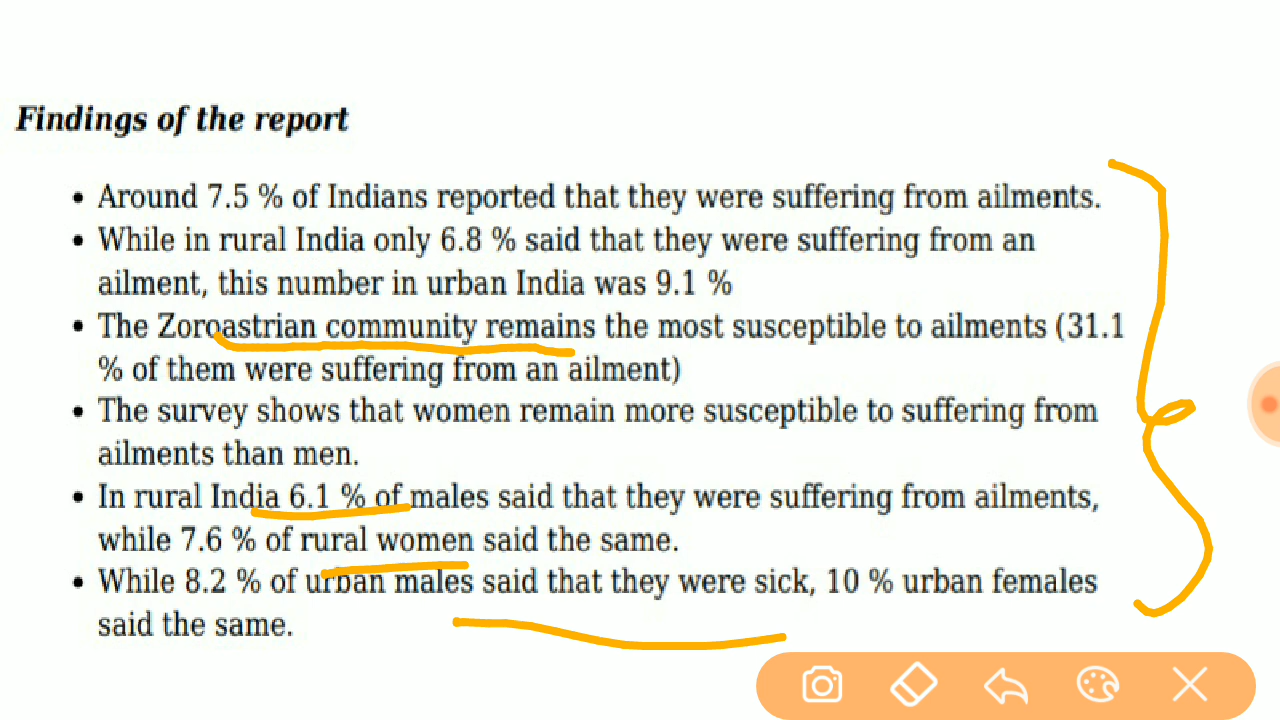 Findings of the report
• Around 7.5 % of Indians reported that they were suffering from ailments.
• While in rural India only 6.8 % said that they were suffering from an
ailment, this number in urban India was 9.1 %
• The Zoroastrian community remains the most susceptible to ailments (31.1
% of them were suffering from an ailment)
• The survey shows that women remain more susceptible to suffering from
ailments than men.
• In rural India 6.1 % of males said that they were suffering from ailments,
while 7.6 % of rural women said the same.
• While 8.2 % of urban males said that they were sick, 10 % urban females
said the same.